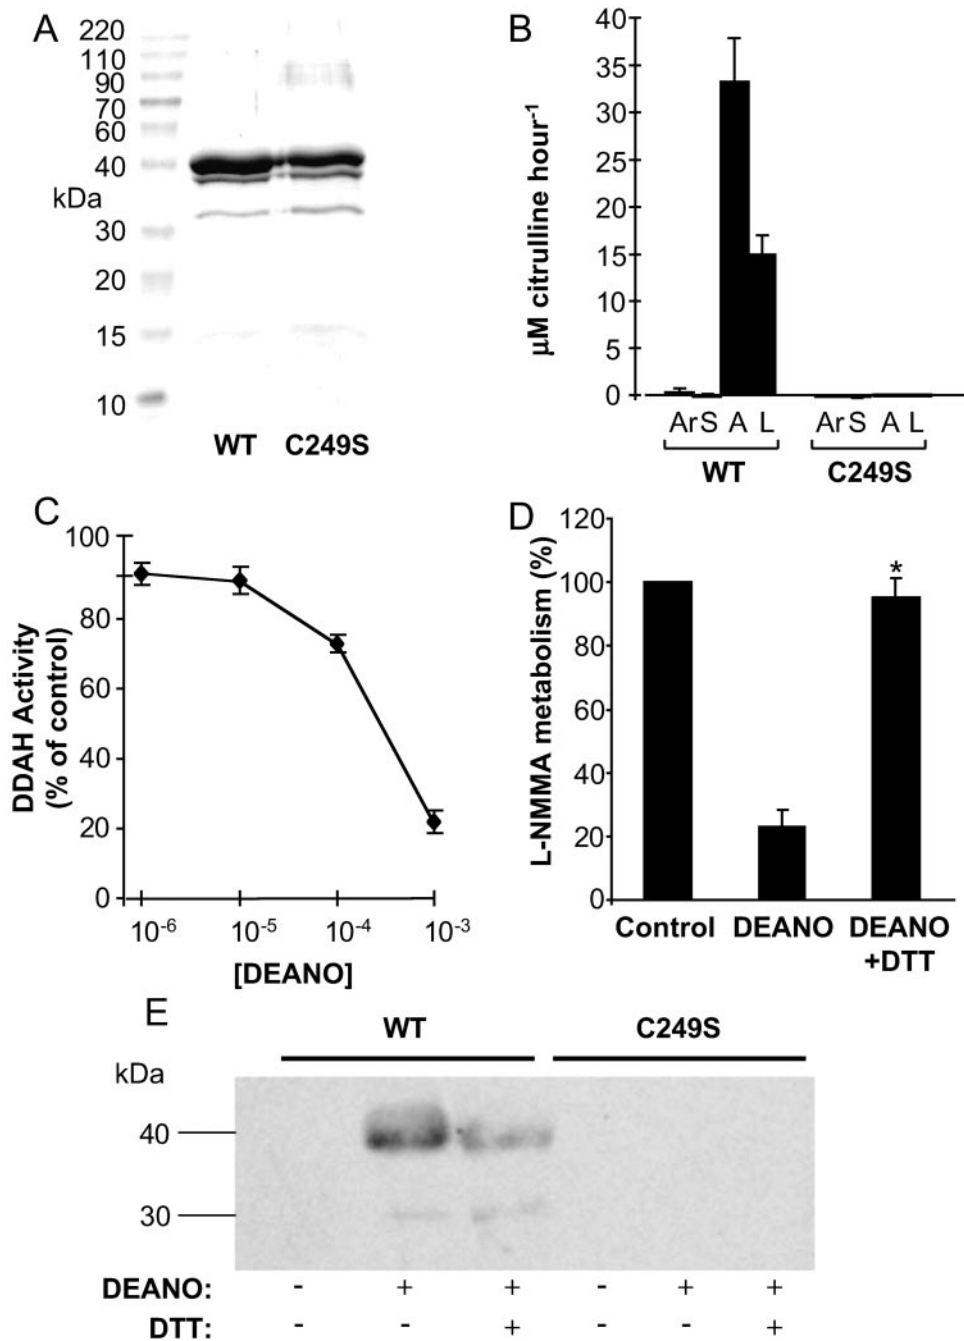 A
220
110
90
70
60
40
kDa
30
20
15
10
WT C249S
B
40
35
30
25
20
15
10
5
0
µM citrulline hour-1
Ar S A L Ar S A L
WT C249S
C
100
80
60
40
20
0
DDAH Activity
(% of control)
10-6 10-5 10-4 10-3
[DEANO]
D
120
100
80
60
40
20
0
L-NMMA metabolism (%)
*
Control DEANO DEANO
+DTT
E
WT C249S
kDa
40
30
DEANO: - + + - + +
DTT: - - + - - +